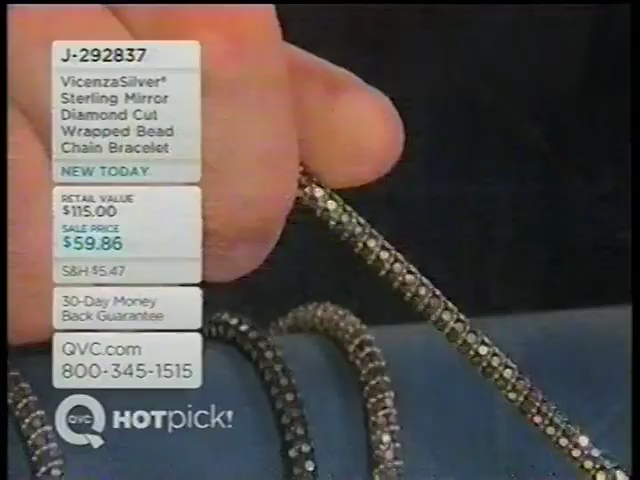 J-292837
VicenzaSilver®
Sterling Mirror
Diamond Cut
Wrapped Bead
Chain Bracelet
NEW TODAY
RETAIL VALUE
$115.00
SALE PRICE
$59.86
S&H $5.47
30-Day Money
Back Guarantee
QVC.com
800-345-1515
QVC HOTpick!